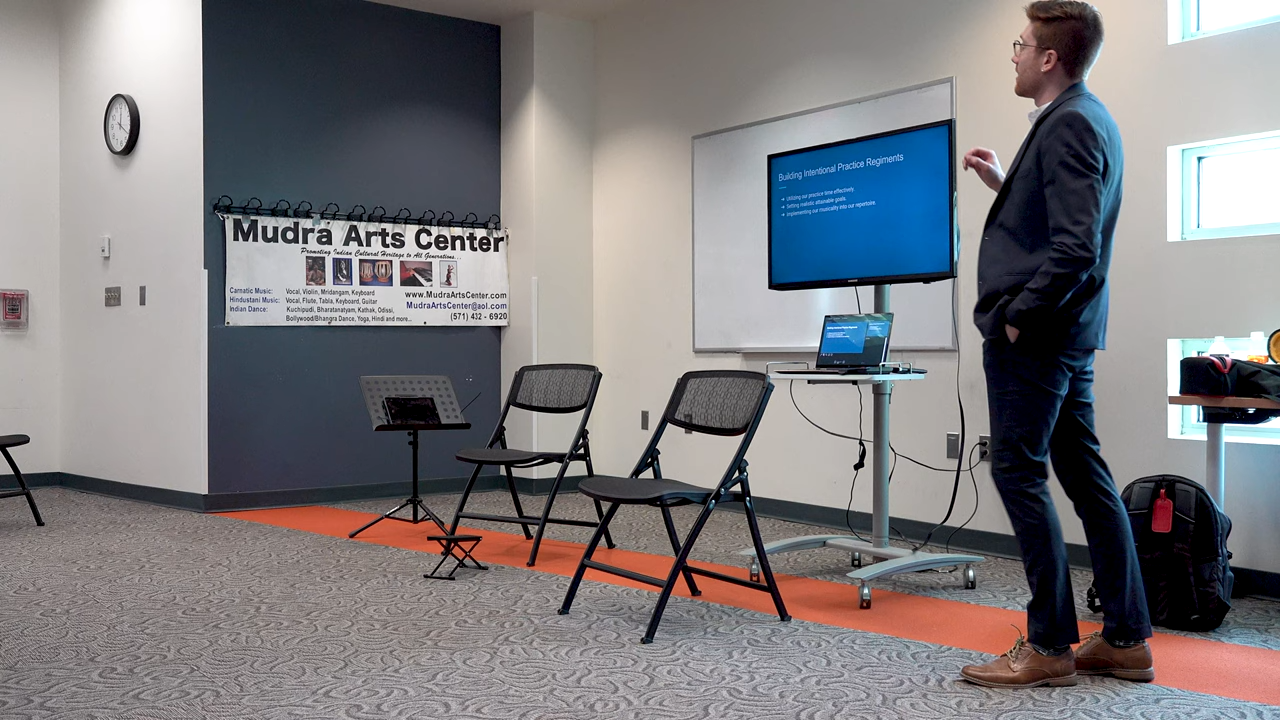 Mudra Arts Center
Promoting Indian Cultural Heritage to All Generations...
Carnatic Music: Vocal, Violin, Mridangam, Keyboard
Hindustani Music: Vocal, Flute, Tabla, Keyboard, Guitar
Indian Dance: Kuchipudi, Bharatanatyam, Kathak, Odissi,
Bollywood/Bhangra Dance, Yoga, Hindi and more...
www.MudraArtsCenter.com
MudraArtsCenter@aol.com
(571) 432 - 6920
Building Intentional Practice Regiments
➔ Utilizing our practice time effectively.
➔ Setting realistic attainable goals.
➔ Implementing our musicality into our repertoire.